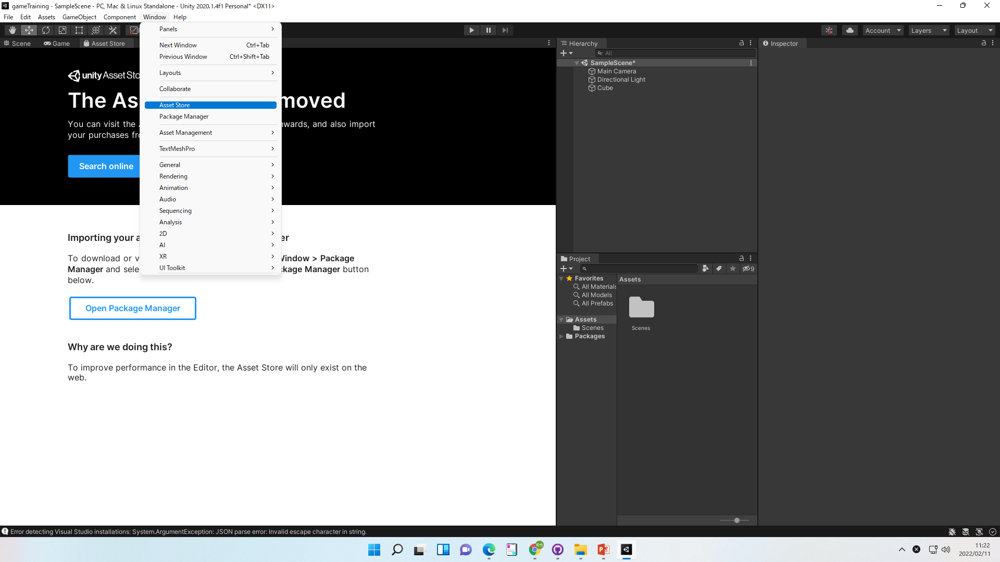 gameTraining - SampleScene - PC, Mac & Linux Standalone - Unity 2020.1.4f1 Personal* <DX11>
File Edit Assets GameObject Component Window Help
Account Layers Layout
Scene Game Asset Store
Panels
Next Window Ctrl+Tab
Previous Window Ctrl+Shift+Tab
Layouts
Collaborate
Asset Store
Package Manager
Asset Management
TextMeshPro
General
Rendering
Animation
Audio
Sequencing
Analysis
2D
AI
XR
UI Toolkit
unity Asset Sto
The As moved
You can visit the nwards, and also import
your purchases fr
Search online
Importing your a er
To download or v Window > Package
Manager and sele ckage Manager button
below.
Open Package Manager
Why are we doing this?
To improve performance in the Editor, the Asset Store will only exist on the
web.
Hierarchy
All
SampleScene*
Main Camera
Directional Light
Cube
Project
9
Favorites
All Materials
All Models
All Prefabs
Assets
Scenes
Packages
Assets
Scenes
Inspector
Error detecting Visual Studio installations: System.ArgumentException: JSON parse error: Invalid escape character in string.
11:22
2022/02/11